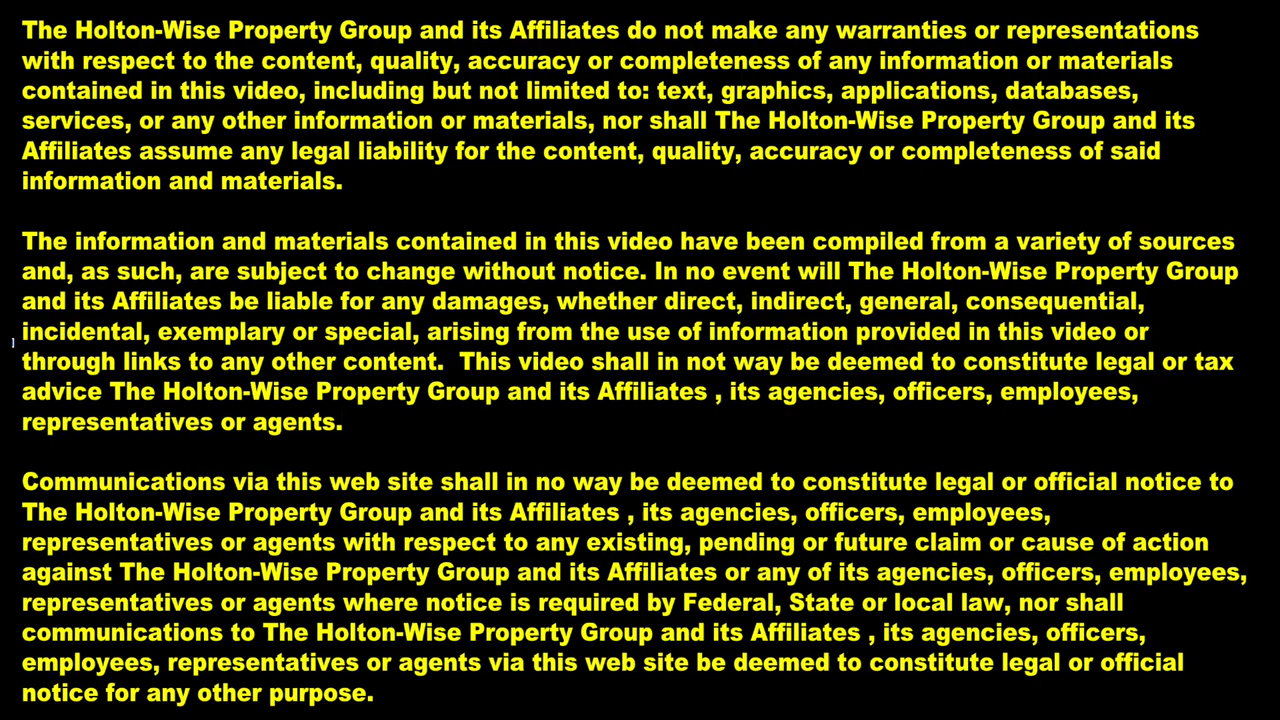 The Holton-Wise Property Group and its Affiliates do not make any warranties or representations
with respect to the content, quality, accuracy or completeness of any information or materials
contained in this video, including but not limited to: text, graphics, applications, databases,
services, or any other information or materials, nor shall The Holton-Wise Property Group and its
Affiliates assume any legal liability for the content, quality, accuracy or completeness of said
information and materials.
The information and materials contained in this video have been compiled from a variety of sources
and, as such, are subject to change without notice. In no event will The Holton-Wise Property Group
and its Affiliates be liable for any damages, whether direct, indirect, general, consequential,
incidental, exemplary or special, arising from the use of information provided in this video or
through links to any other content.  This video shall in not way be deemed to constitute legal or tax
advice The Holton-Wise Property Group and its Affiliates , its agencies, officers, employees,
representatives or agents.
Communications via this web site shall in no way be deemed to constitute legal or official notice to
The Holton-Wise Property Group and its Affiliates , its agencies, officers, employees,
representatives or agents with respect to any existing, pending or future claim or cause of action
against The Holton-Wise Property Group and its Affiliates or any of its agencies, officers, employees,
representatives or agents where notice is required by Federal, State or local law, nor shall
communications to The Holton-Wise Property Group and its Affiliates , its agencies, officers,
employees, representatives or agents via this web site be deemed to constitute legal or official
notice for any other purpose.